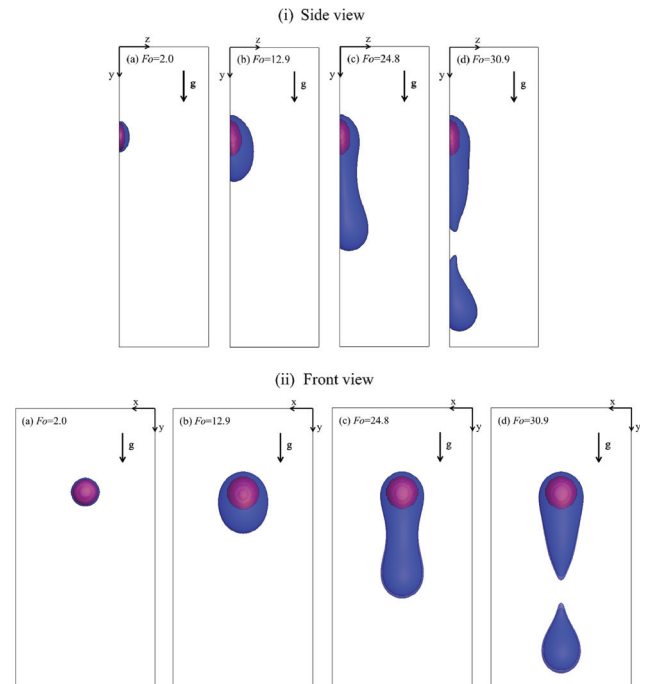 (i) Side view
z z z z
(a) Fo=2.0 (b) Fo=12.9 (c) Fo=24.8 (d) Fo=30.9
y g y g y g y g
(ii) Front view
x x x x
(a) Fo=2.0 (b) Fo=12.9 (c) Fo=24.8 (d) Fo=30.9
y y y y
g g g g